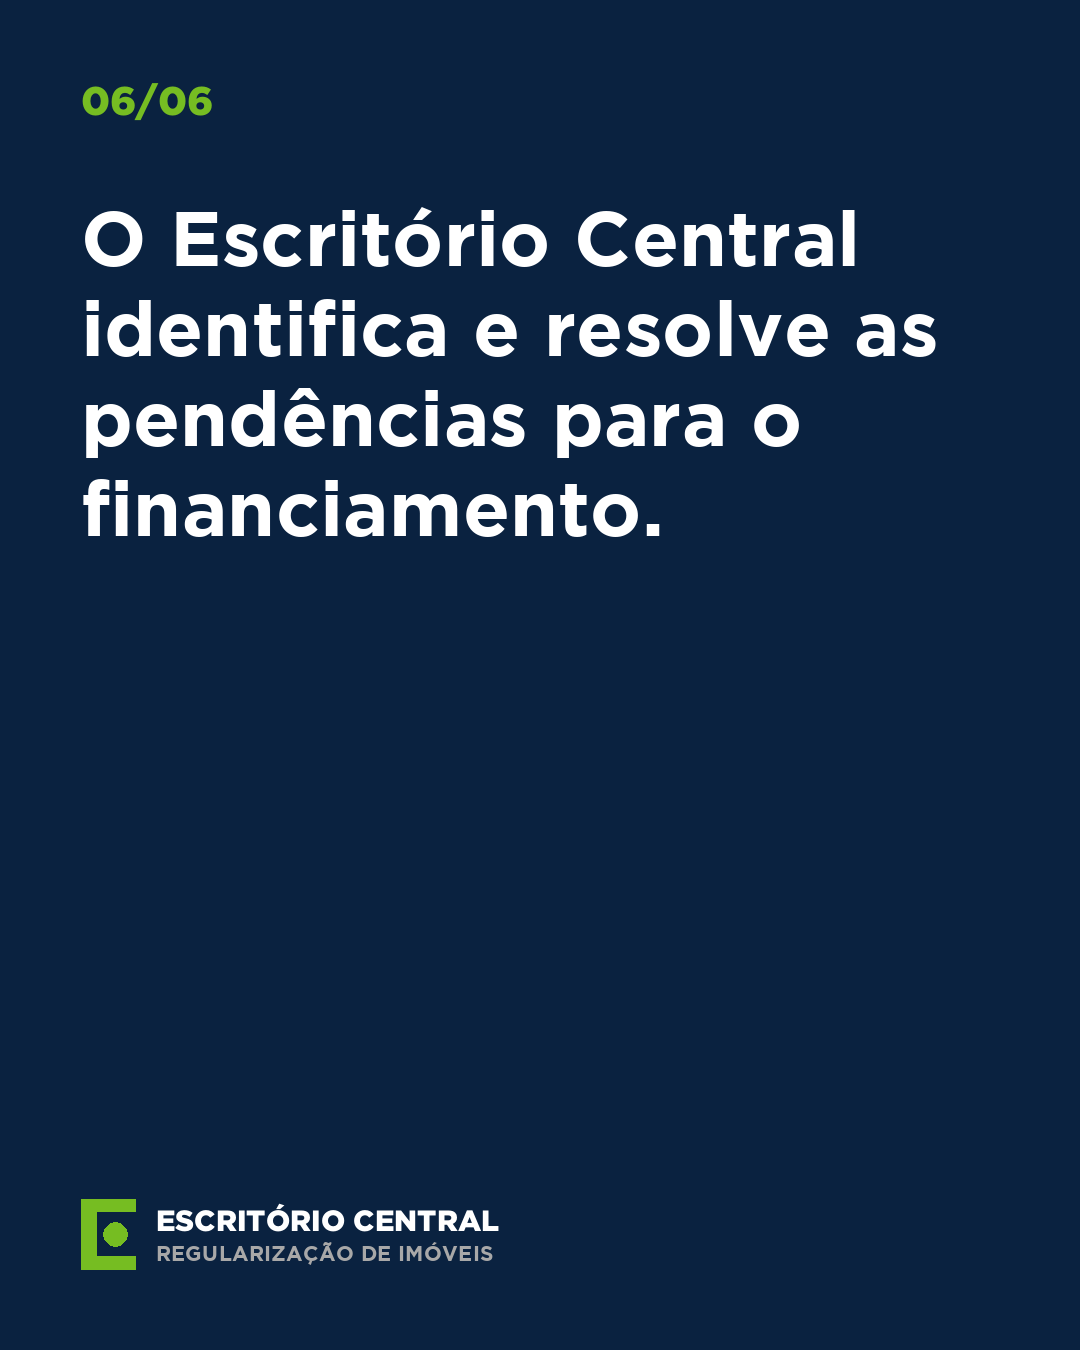 06/06
O Escritório Central
identifica e resolve as
pendências para o
financiamento.
ESCRITÓRIO CENTRAL
REGULARIZAÇÃO DE IMÓVEIS